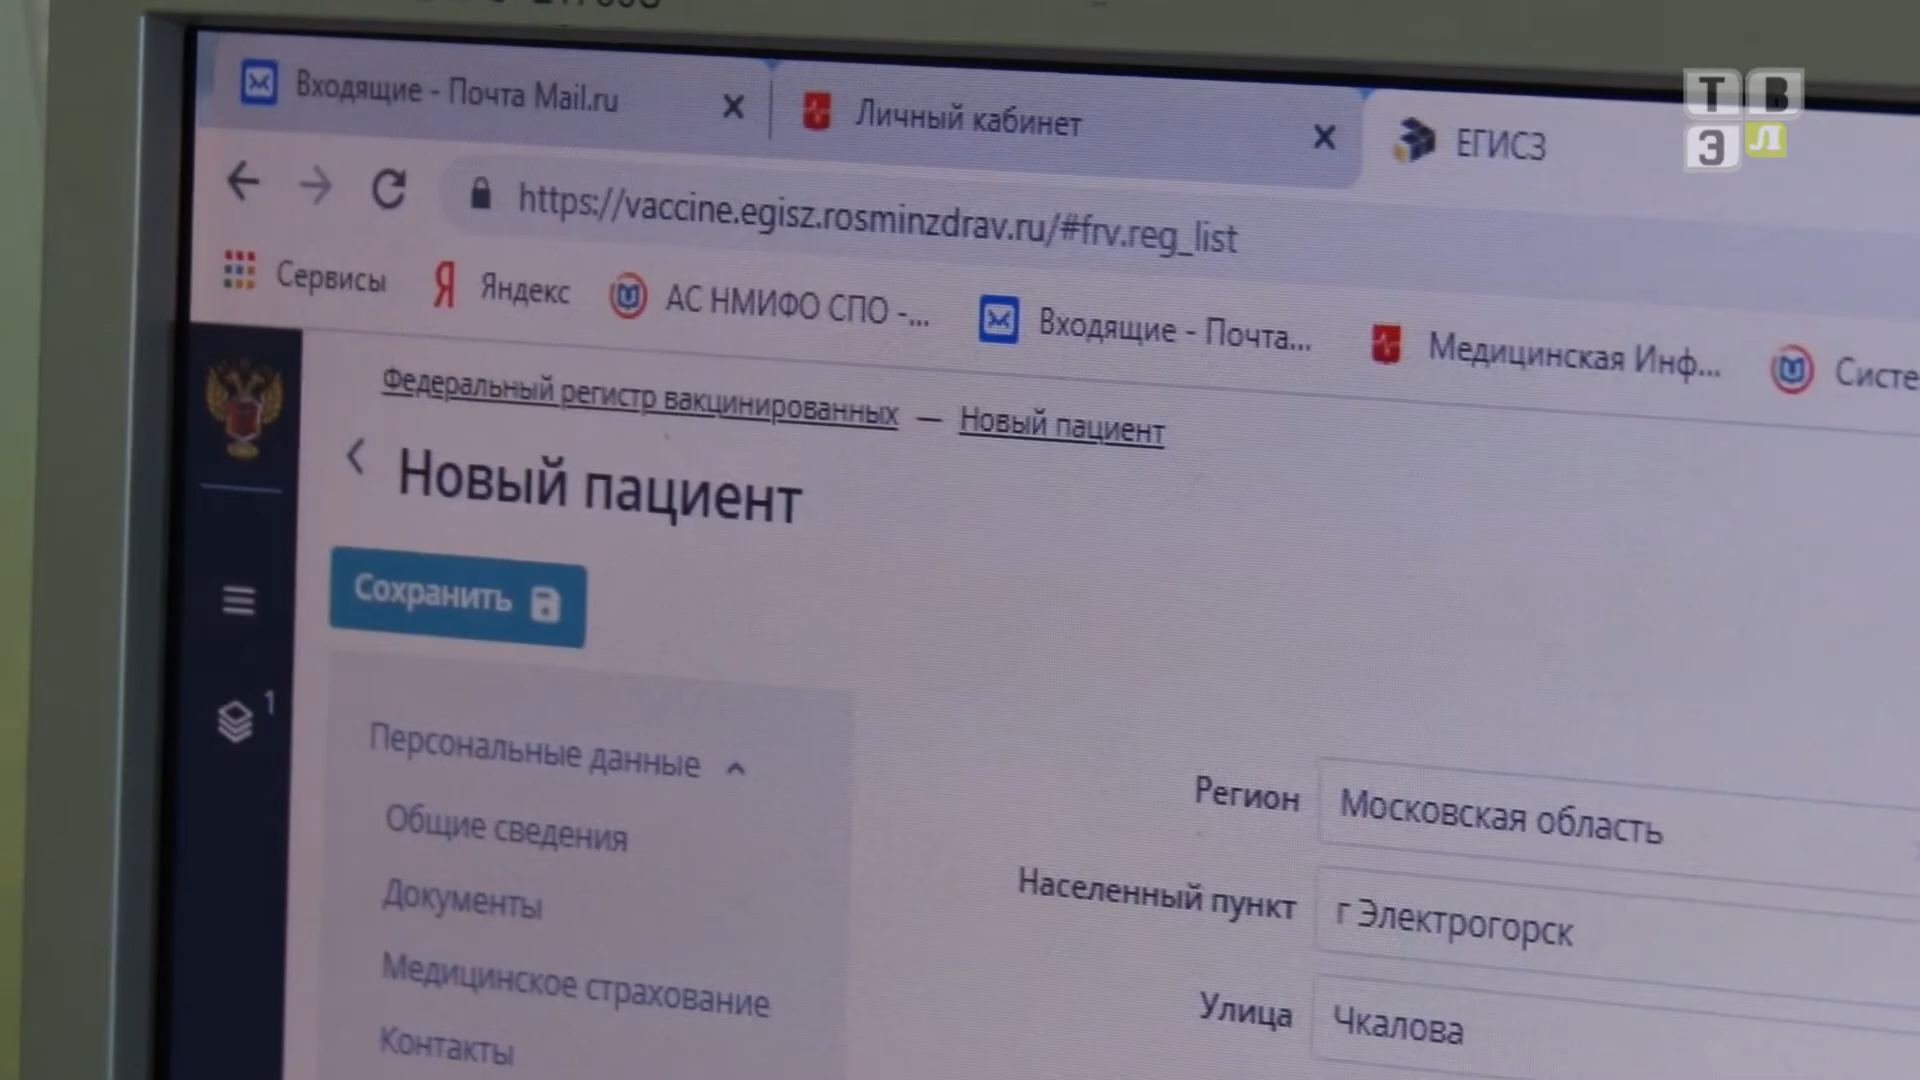 Входящие - Почта Mail.ru
Личный кабинет
ЕГИСЗ
ТВ
ЭЛ
https://vaccine.egisz.rosminzdrav.ru/#frv.reg_list
Сервисы
Яндекс
АС НМИФО СПО -...
Входящие - Почта...
Медицинская Инф...
Систе
Федеральный регистр вакцинированных — Новый пациент
Новый пациент
Сохранить
1
Персональные данные
Общие сведения
Документы
Медицинское страхование
Контакты
Регион Московская область
Населенный пункт г Электрогорск
Улица Чкалова